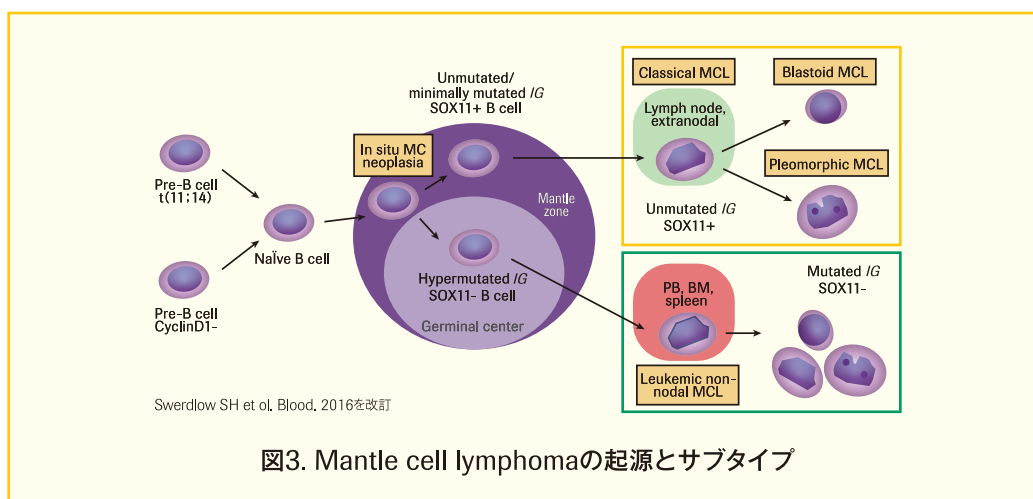 Pre-B cell
t(11;14)
Pre-B cell
CyclinD1-
Naïve B cell
In situ MC
neoplasia
Unmutated/
minimally mutated IG
SOX11+ B cell
Mantle
zone
Hypermutated IG
SOX11- B cell
Germinal center
Classical MCL
Lymph node,
extranodal
Unmutated IG
SOX11+
Blastoid MCL
Pleomorphic MCL
PB, BM,
spleen
Leukemic non-
nodal MCL
Mutated IG
SOX11-
Swerdlow SH et ol. Blood. 2016を改訂
図3. Mantle cell lymphomaの起源とサブタイプ